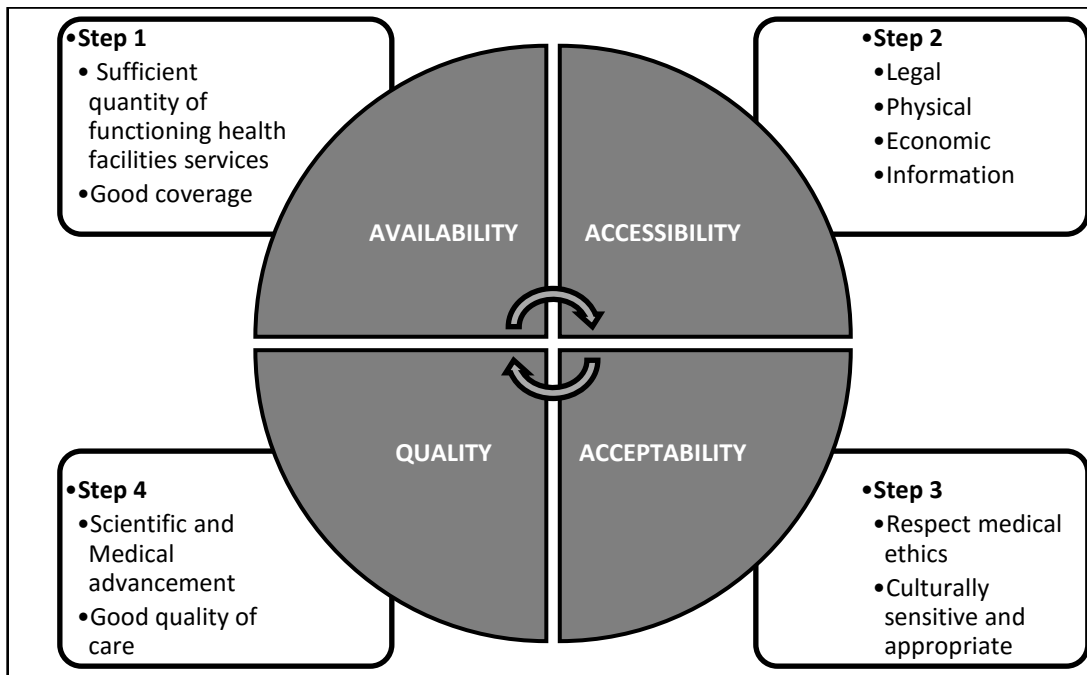 •Step 1
• Sufficient
quantity of
functioning health
facilities services
•Good coverage
•Step 2
•Legal
•Physical
•Economic
•Information
AVAILABILITY
ACCESSIBILITY
QUALITY
ACCEPTABILITY
•Step 4
•Scientific and
Medical
advancement
•Good quality of
care
•Step 3
•Respect medical
ethics
•Culturally
sensitive and
appropriate